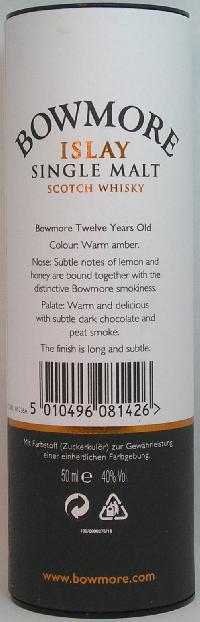 BOWMORE
ISLAY
SINGLE MALT
SCOTCH WHISKY
Bowmore Twelve Years Old
Colour: Warm amber.
Nose: Subtle notes of lemon and
honey are bound together with the
distinctive Bowmore smokiness.
Palate: Warm and delicious
with subtle dark chocolate and
peat smoke.
The finish is long and subtle.
5 010496 081426 >
Mit Farbstoff (Zuckerkulör) zur Gewährleistung
einer einheitlichen Farbgebung.
50 ml e 40% Vol
www.bowmore.com